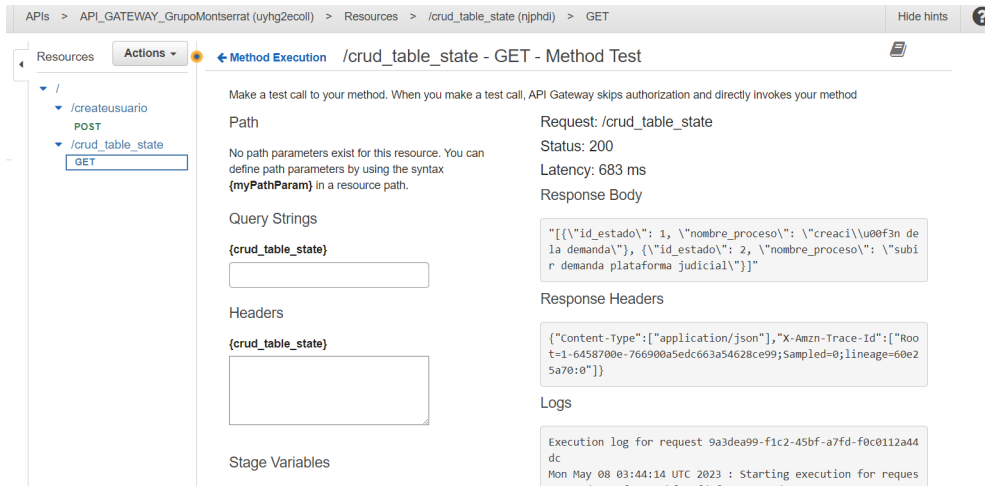 APIs > API_GATEWAY_GrupoMontserrat (uyhg2ecoll) > Resources > /crud_table_state (njphdi) > GET
Hide hints
?
Resources
Actions
Method Execution /crud_table_state - GET - Method Test
/
/createusuario
POST
/crud_table_state
GET
Make a test call to your method. When you make a test call, API Gateway skips authorization and directly invokes your method
Path
No path parameters exist for this resource. You can
define path parameters by using the syntax
{myPathParam} in a resource path.
Query Strings
{crud_table_state}
Headers
{crud_table_state}
Stage Variables
Request: /crud_table_state
Status: 200
Latency: 683 ms
Response Body
"[{\"id_estado\": 1, \"nombre_proceso\": \"creaci\\u00f3n de
la demanda\"}, {\"id_estado\": 2, \"nombre_proceso\": \"subi
r demanda plataforma judicial\"}]"
Response Headers
{"Content-Type":["application/json"],"X-Amzn-Trace-Id":["Roo
t=1-6458700e-766900a5edc663a54628ce99;Sampled=0;lineage=60e2
5a70:0"]}
Logs
Execution log for request 9a3dea99-f1c2-45bf-a7fd-f0c0112a44
dc
Mon May 08 03:44:14 UTC 2023 : Starting execution for reques